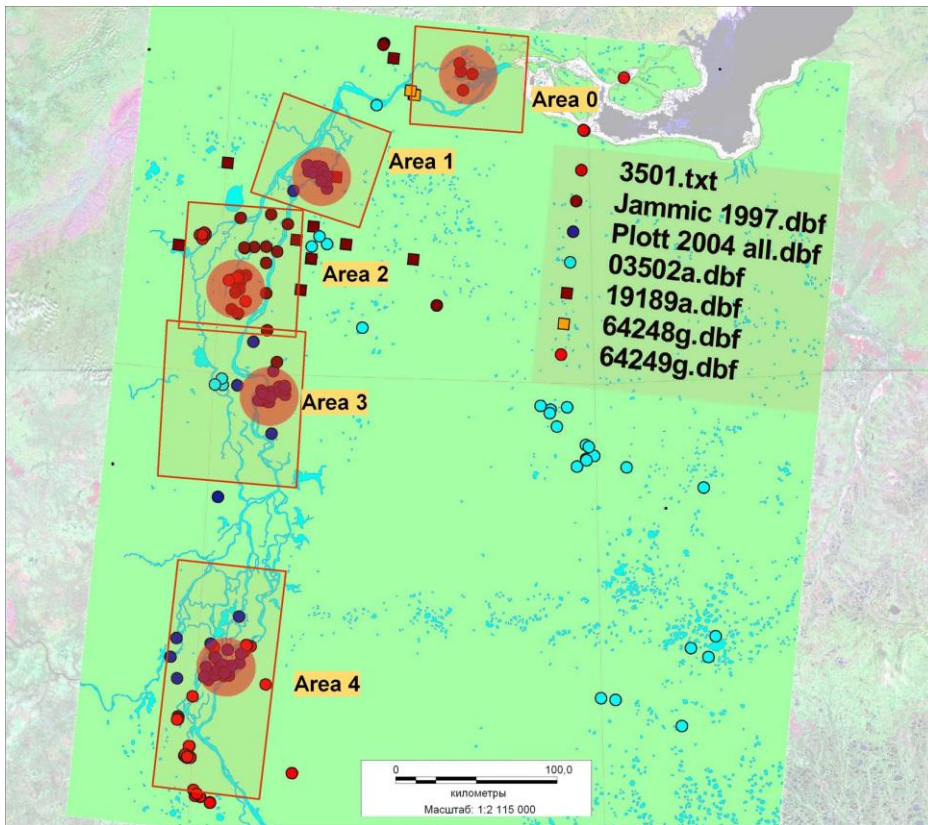 Area 0
Area 1
3501.txt
Jammic 1997.dbf
Plott 2004 all.dbf
03502a.dbf
19189a.dbf
64248g.dbf
64249g.dbf
Area 2
Area 3
Area 4
0 100,0
километры
Масштаб: 1:2 115 000